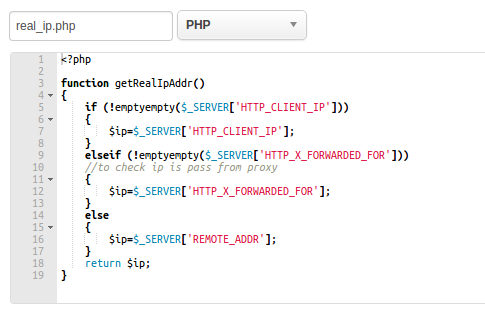 real_ip.php
PHP
1 <?php
2
3 function getRealIpAddr()
4 {
5 if (!emptyempty($_SERVER['HTTP_CLIENT_IP']))
6 {
7 $ip=$_SERVER['HTTP_CLIENT_IP'];
8 }
9 elseif (!emptyempty($_SERVER['HTTP_X_FORWARDED_FOR']))
10 //to check ip is pass from proxy
11 {
12 $ip=$_SERVER['HTTP_X_FORWARDED_FOR'];
13 }
14 else
15 {
16 $ip=$_SERVER['REMOTE_ADDR'];
17 }
18 return $ip;
19 }